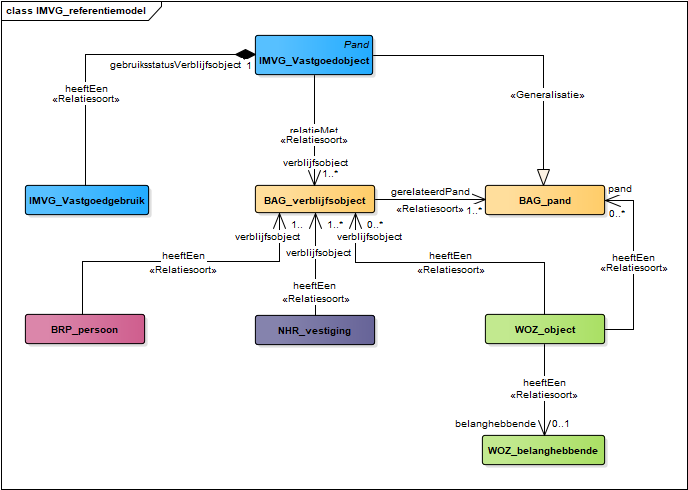 class IMVG_referentiemodel
Pand
IMVG_Vastgoedobject
gebruiksstatusVerblijfsobject 1
heeftEen
«Relatiesoort»
«Generalisatie»
relatieMet
«Relatiesoort»
verblijfsobject
1..*
IMVG_Vastgoedgebruik
BAG_verblijfsobject
gerelateerdPand
«Relatiesoort» 1..*
BAG_pand
pand
0..*
1..
verblijfsobject
1..*
verblijfsobject
0..*
verblijfsobject
heeftEen
«Relatiesoort»
heeftEen
«Relatiesoort»
heeftEen
«Relatiesoort»
heeftEen
«Relatiesoort»
BRP_persoon
NHR_vestiging
WOZ_object
heeftEen
«Relatiesoort»
belanghebbende 0..1
WOZ_belanghebbende